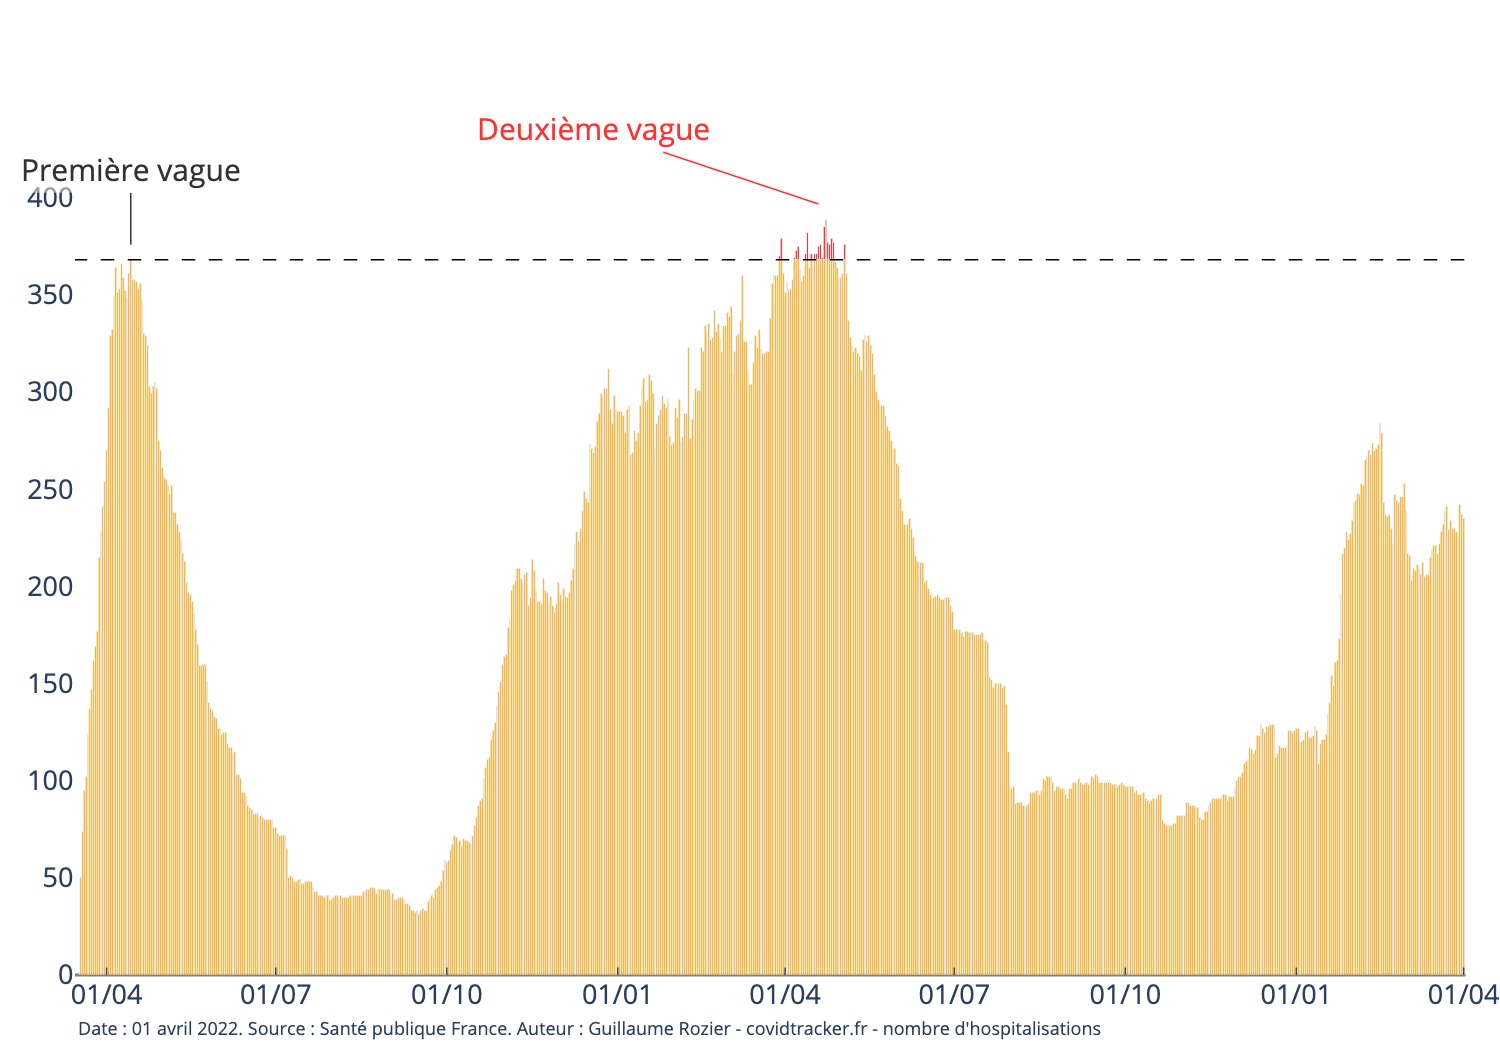 Deuxième vague
Première vague
400
350
300
250
200
150
100
50
0
01/04 01/07 01/10 01/01 01/04 01/07 01/10 01/01 01/04
Date : 01 avril 2022. Source : Santé publique France. Auteur : Guillaume Rozier - covidtracker.fr - nombre d'hospitalisations